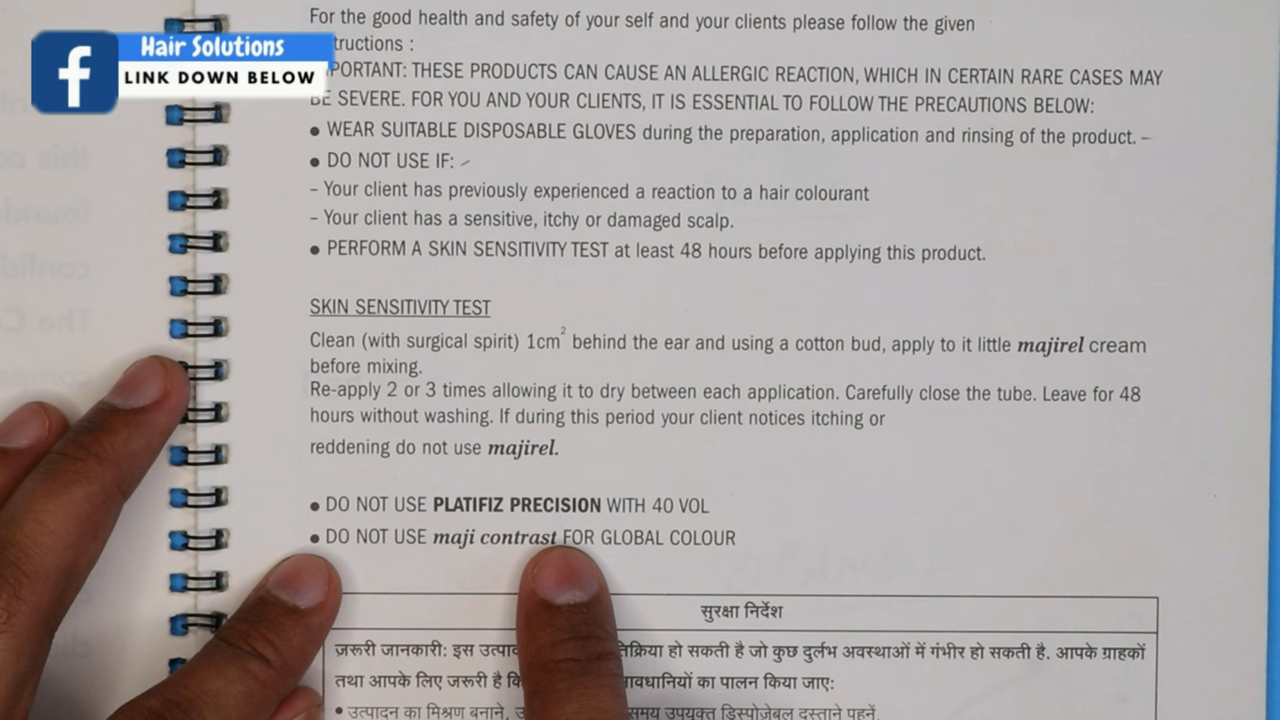 Hair Solutions
LINK DOWN BELOW
For the good health and safety of your self and your clients please follow the given
tructions :
PORTANT: THESE PRODUCTS CAN CAUSE AN ALLERGIC REACTION, WHICH IN CERTAIN RARE CASES MAY
BE SEVERE. FOR YOU AND YOUR CLIENTS, IT IS ESSENTIAL TO FOLLOW THE PRECAUTIONS BELOW:
• WEAR SUITABLE DISPOSABLE GLOVES during the preparation, application and rinsing of the product.
• DO NOT USE IF:
– Your client has previously experienced a reaction to a hair colourant
– Your client has a sensitive, itchy or damaged scalp.
• PERFORM A SKIN SENSITIVITY TEST at least 48 hours before applying this product.
SKIN SENSITIVITY TEST
Clean (with surgical spirit) 1cm² behind the ear and using a cotton bud, apply to it little majirel cream
before mixing.
Re-apply 2 or 3 times allowing it to dry between each application. Carefully close the tube. Leave for 48
hours without washing. If during this period your client notices itching or
reddening do not use majirel.
• DO NOT USE PLATIFIZ PRECISION WITH 40 VOL
• DO NOT USE maji contrast FOR GLOBAL COLOUR
सुरक्षा निर्देश
ज़रूरी जानकारी: इस हो सकती है जो कुछ दुर्लभ अवस्थाओं में गंभीर हो सकती है. आपके ग्राहकों
तथा आपके लिए जरूरी है का पालन किया जाए:
• उत्पादन का मिश्रण बनाने, समय उपयुक्त डिस्पोज़ेबल दस्ताने पहनें.